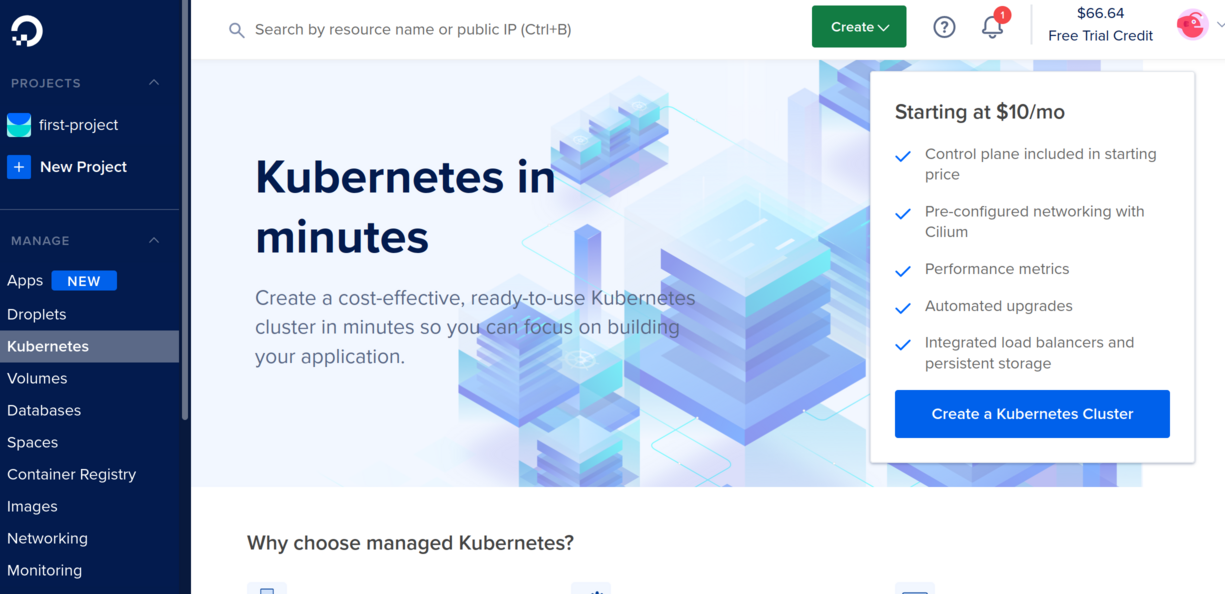 Search by resource name or public IP (Ctrl+B)
Create
?
1
$66.64
Free Trial Credit
PROJECTS
first-project
+ New Project
MANAGE
Apps NEW
Droplets
Kubernetes
Volumes
Databases
Spaces
Container Registry
Images
Networking
Monitoring
Kubernetes in
minutes
Create a cost-effective, ready-to-use Kubernetes
cluster in minutes so you can focus on building
your application.
Starting at $10/mo
Control plane included in starting
price
Pre-configured networking with
Cilium
Performance metrics
Automated upgrades
Integrated load balancers and
persistent storage
Create a Kubernetes Cluster
Why choose managed Kubernetes?